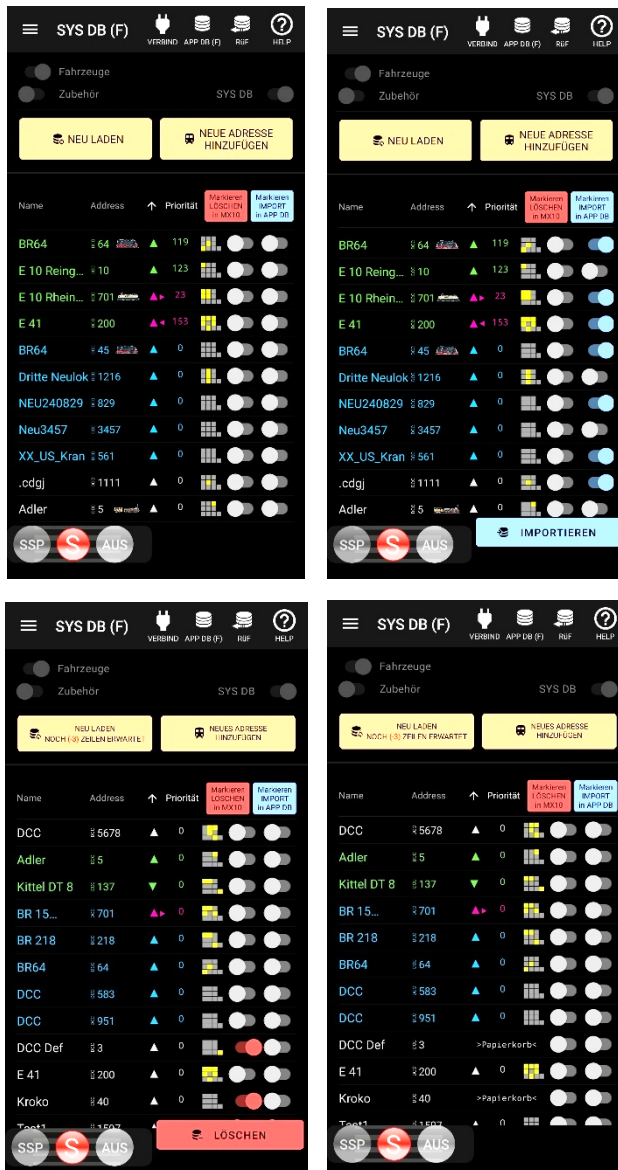 SYS DB (F)
VERBIND APP DB (F) RüF HELP
Fahrzeuge
Zubehör SYS DB
NEU LADEN
NEUE ADRESSE
HINZUFÜGEN
Name Address Priorität
Markieren LÖSCHEN in MX10
Markieren IMPORT in APP DB
BR64 64 119
E 10 Reing... 10 123
E 10 Rhein... 701 23
E 41 200 153
BR64 45 0
Dritte Neulok 1216 0
NEU240829 829 0
Neu3457 3457 0
XX_US_Kran 561 0
.cdgj 1111 0
Adler 5 0
SSP S AUS
SYS DB (F)
VERBIND APP DB (F) RüF HELP
Fahrzeuge
Zubehör SYS DB
NEU LADEN
NEUE ADRESSE
HINZUFÜGEN
Name Address Priorität
Markieren LÖSCHEN in MX10
Markieren IMPORT in APP DB
BR64 64 119
E 10 Reing... 10 123
E 10 Rhein... 701 23
E 41 200 153
BR64 45 0
Dritte Neulok 1216 0
NEU240829 829 0
Neu3457 3457 0
XX_US_Kran 561 0
.cdgj 1111 0
Adler 5 0
IMPORTIEREN
SSP S AUS
SYS DB (F)
VERBIND APP DB (F) RüF HELP
Fahrzeuge
Zubehör SYS DB
NEU LADEN
NOCH (-3) ZEILEN ERWARTET
NEUES ADRESSE
HINZUFÜGEN
Name Address Priorität
Markieren LÖSCHEN in MX10
Markieren IMPORT in APP DB
DCC 5678 0
Adler 5 0
Kittel DT 8 137 0
BR 15... 701 0
BR 218 218 0
BR64 64 0
DCC 583 0
DCC 951 0
DCC Def 3 0
E 41 200 0
Kroko 40 0
Test1 1597
LÖSCHEN
SSP S AUS
SYS DB (F)
VERBIND APP DB (F) RüF HELP
Fahrzeuge
Zubehör SYS DB
NEU LADEN
NOCH (-3) ZEILEN ERWARTET
NEUES ADRESSE
HINZUFÜGEN
Name Address Priorität
Markieren LÖSCHEN in MX10
Markieren IMPORT in APP DB
DCC 5678 0
Adler 5 0
Kittel DT 8 137 0
BR 15... 701 0
BR 218 218 0
BR64 64 0
DCC 583 0
DCC 951 0
DCC Def 3 >Papierkorb<
E 41 200 0
Kroko 40 >Papierkorb<
Test1 1597 0
SSP S AUS